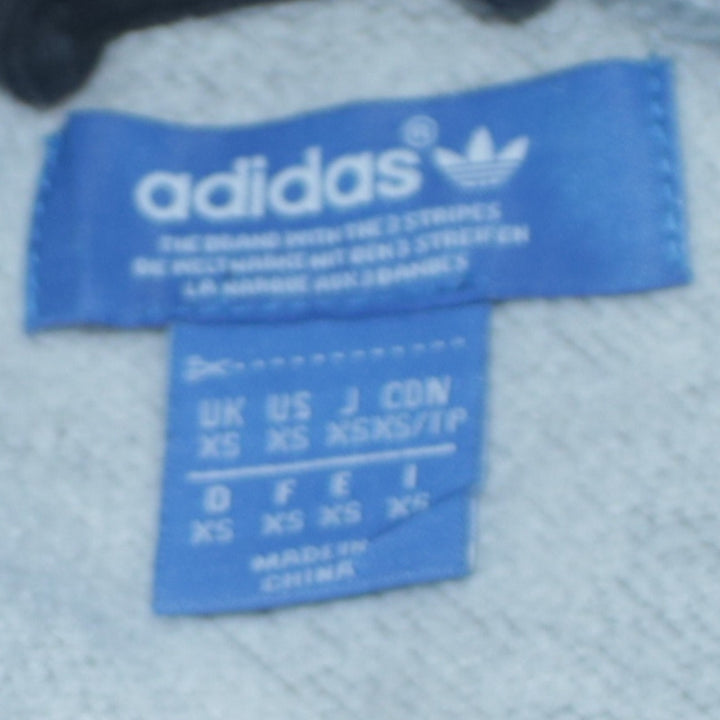 adidas®
THE BRAND WITH THE 3 STRIPES
DIE WELTMARKE MIT DEN 3 STREIFEN
LA MARQUE AUX 3 BANDES
UK US J CDN
XS XS XS XS/TP
D F E I
XS XS XS XS
MADE IN
CHINA